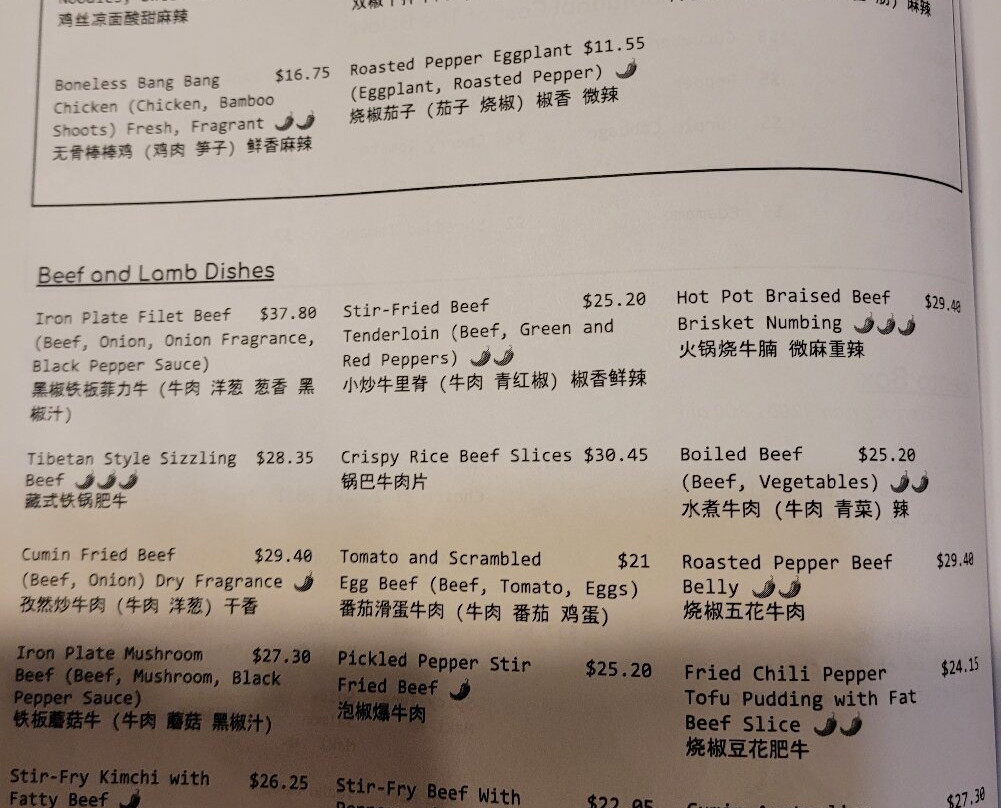 鸡丝凉面酸甜麻辣
麻辣
Boneless Bang Bang $16.75
Chicken (Chicken, Bamboo
Shoots) Fresh, Fragrant 🌶🌶
无骨棒棒鸡 (鸡肉 笋子) 鲜香麻辣
Roasted Pepper Eggplant $11.55
(Eggplant, Roasted Pepper) 🌶
烧椒茄子 (茄子 烧椒) 椒香 微辣
Beef and Lamb Dishes
Iron Plate Filet Beef $37.80
(Beef, Onion, Onion Fragrance,
Black Pepper Sauce)
黑椒铁板菲力牛 (牛肉 洋葱 葱香 黑
椒汁)
Stir-Fried Beef $25.20
Tenderloin (Beef, Green and
Red Peppers) 🌶🌶
小炒牛里脊 (牛肉 青红椒) 椒香鲜辣
Hot Pot Braised Beef $29.40
Brisket Numbing 🌶🌶🌶
火锅烧牛腩 微麻重辣
Tibetan Style Sizzling $28.35
Beef 🌶🌶🌶
藏式铁锅肥牛
Crispy Rice Beef Slices $30.45
锅巴牛肉片
Boiled Beef $25.20
(Beef, Vegetables) 🌶🌶
水煮牛肉 (牛肉 青菜) 辣
Cumin Fried Beef $29.40
(Beef, Onion) Dry Fragrance 🌶
孜然炒牛肉 (牛肉 洋葱) 干香
Tomato and Scrambled $21
Egg Beef (Beef, Tomato, Eggs)
番茄滑蛋牛肉 (牛肉 番茄 鸡蛋)
Roasted Pepper Beef $29.40
Belly 🌶🌶
烧椒五花牛肉
Iron Plate Mushroom $27.30
Beef (Beef, Mushroom, Black
Pepper Sauce)
铁板蘑菇牛 (牛肉 蘑菇 黑椒汁)
Pickled Pepper Stir $25.20
Fried Beef 🌶
泡椒爆牛肉
Fried Chili Pepper $24.15
Tofu Pudding with Fat
Beef Slice 🌶🌶
烧椒豆花肥牛
Stir-Fry Kimchi with $26.25
Fatty Beef 🌶
Stir-Fry Beef With
$22.05
$27.30